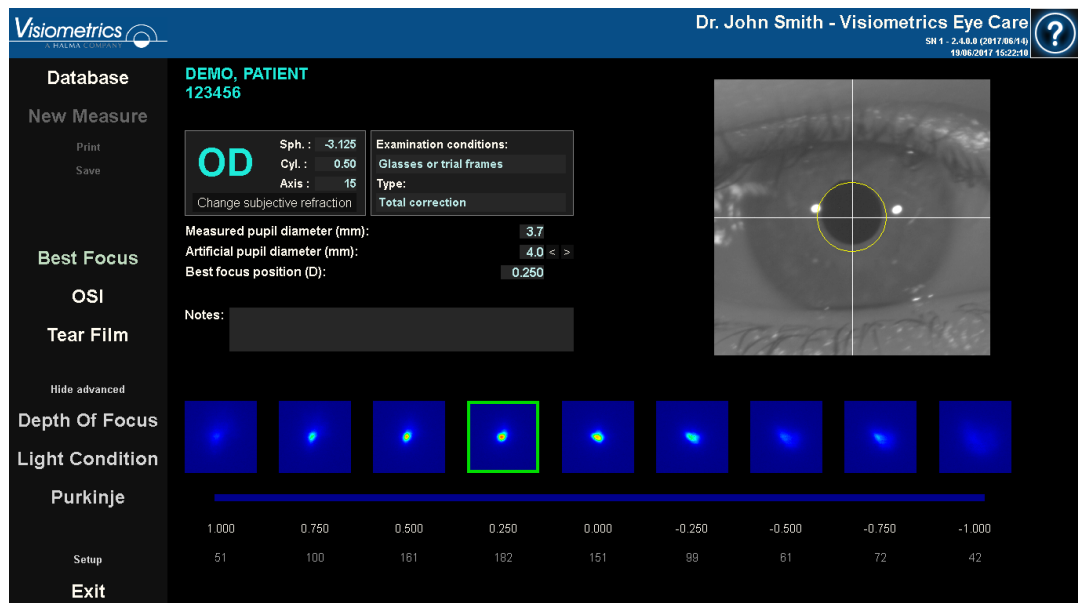 Visiometrics
A HALMA COMPANY
Dr. John Smith - Visiometrics Eye Care
SN 1 - 2.4.0.0 (2017/06/14)
19/06/2017 15:22:10
?
Database
New Measure
Print
Save
Best Focus
OSI
Tear Film
Hide advanced
Depth Of Focus
Light Condition
Purkinje
Setup
Exit
DEMO, PATIENT
123456
OD
Sph. : -3.125
Cyl. : 0.50
Axis : 15
Change subjective refraction
Examination conditions:
Glasses or trial frames
Type:
Total correction
Measured pupil diameter (mm): 3.7
Artificial pupil diameter (mm): 4.0 < >
Best focus position (D): 0.250
Notes:
1.000 0.750 0.500 0.250 0.000 -0.250 -0.500 -0.750 -1.000
51 100 161 182 151 99 61 72 42